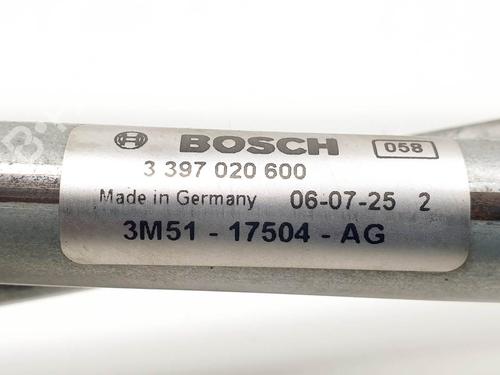 BOSCH 058
3 397 020 600
Made in Germany 06-07-25 2
3M51 - 17504 - AG